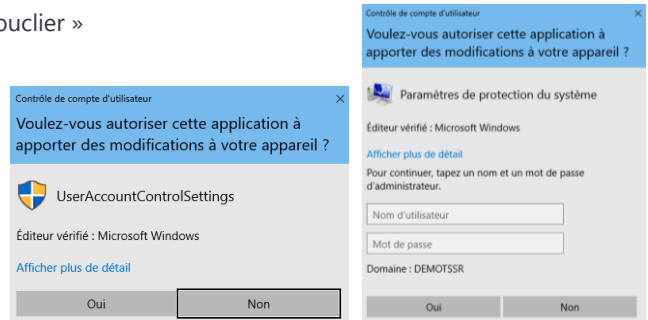 ouclier »
Contrôle de compte d'utilisateur
Voulez-vous autoriser cette application à
apporter des modifications à votre appareil ?
UserAccountControlSettings
Éditeur vérifié : Microsoft Windows
Afficher plus de détail
Oui
Non
Contrôle de compte d'utilisateur
Voulez-vous autoriser cette application à
apporter des modifications à votre appareil ?
Paramètres de protection du système
Éditeur vérifié : Microsoft Windows
Afficher plus de détail
Pour continuer, tapez un nom et un mot de passe
d'administrateur.
Nom d'utilisateur
Mot de passe
Domaine : DEMOTSSR
Oui
Non